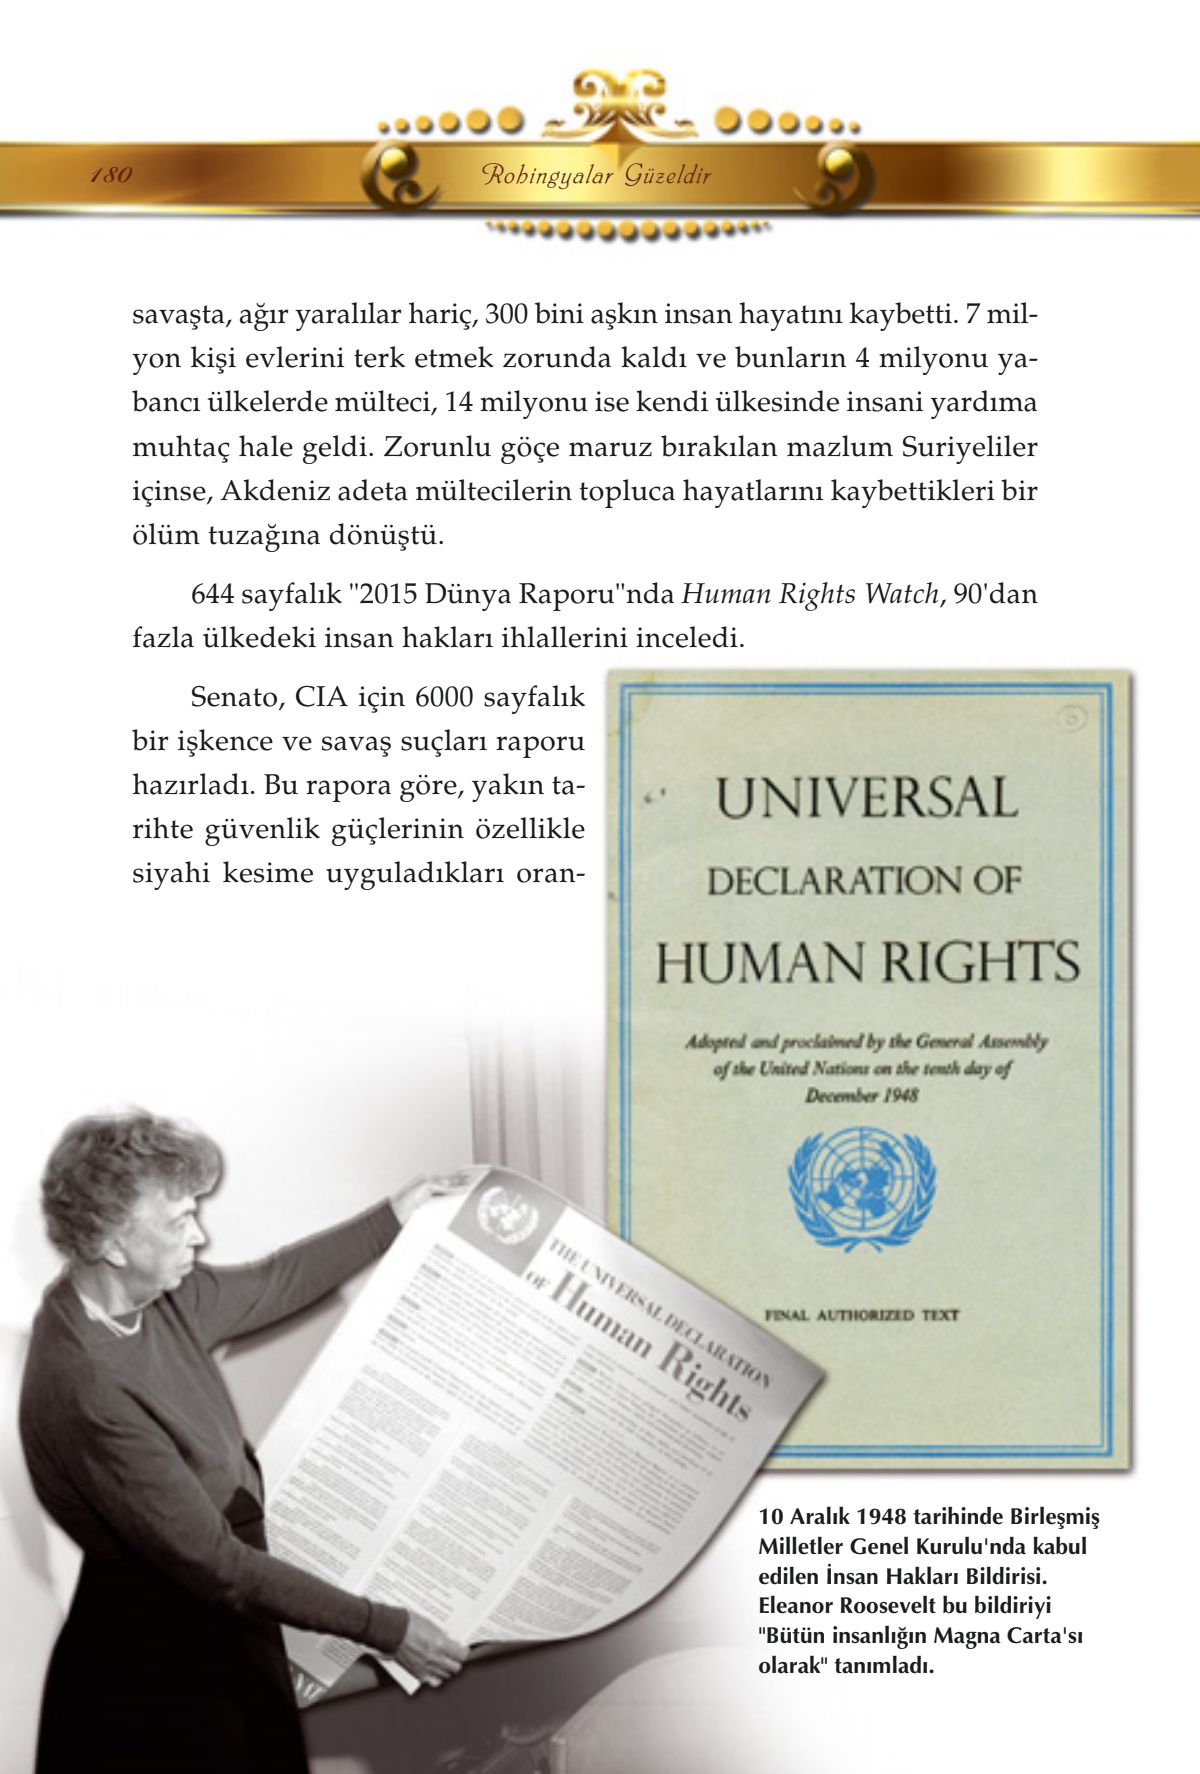 180
Rohingyalar Güzeldir
savaşta, ağır yaralılar hariç, 300 bini aşkın insan hayatını kaybetti. 7 mil-
yon kişi evlerini terk etmek zorunda kaldı ve bunların 4 milyonu ya-
bancı ülkelerde mülteci, 14 milyonu ise kendi ülkesinde insani yardıma
muhtaç hale geldi. Zorunlu göçe maruz bırakılan mazlum Suriyeliler
içinse, Akdeniz adeta mültecilerin topluca hayatlarını kaybettikleri bir
ölüm tuzağına dönüştü.
644 sayfalık "2015 Dünya Raporu"nda Human Rights Watch, 90'dan
fazla ülkedeki insan hakları ihlallerini inceledi.
Senato, CIA için 6000 sayfalık
bir işkence ve savaş suçları raporu
hazırladı. Bu rapora göre, yakın ta-
rihte güvenlik güçlerinin özellikle
siyahi kesime uyguladıkları oran-
UNIVERSAL
DECLARATION OF
HUMAN RIGHTS
Adopted and proclaimed by the General Assembly
of the United Nations on the tenth day of
December 1948
FINAL AUTHORIZED TEXT
THE UNIVERSAL DECLARATION
OF Human Rights
10 Aralık 1948 tarihinde Birleşmiş
Milletler Genel Kurulu'nda kabul
edilen İnsan Hakları Bildirisi.
Eleanor Roosevelt bu bildiriyi
"Bütün insanlığın Magna Carta'sı
olarak" tanımladı.